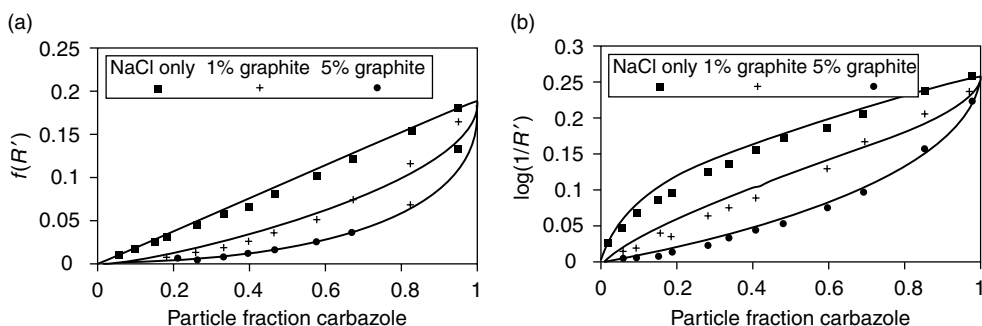 (a)
0.25
NaCl only 1% graphite 5% graphite
0.2
0.15
0.1
0.05
0
f(R′)
0 0.2 0.4 0.6 0.8 1
Particle fraction carbazole
(b)
0.3
NaCl only 1% graphite 5% graphite
0.25
0.20
0.15
0.1
0.05
0
log(1/R′)
0 0.2 0.4 0.6 0.8 1
Particle fraction carbazole